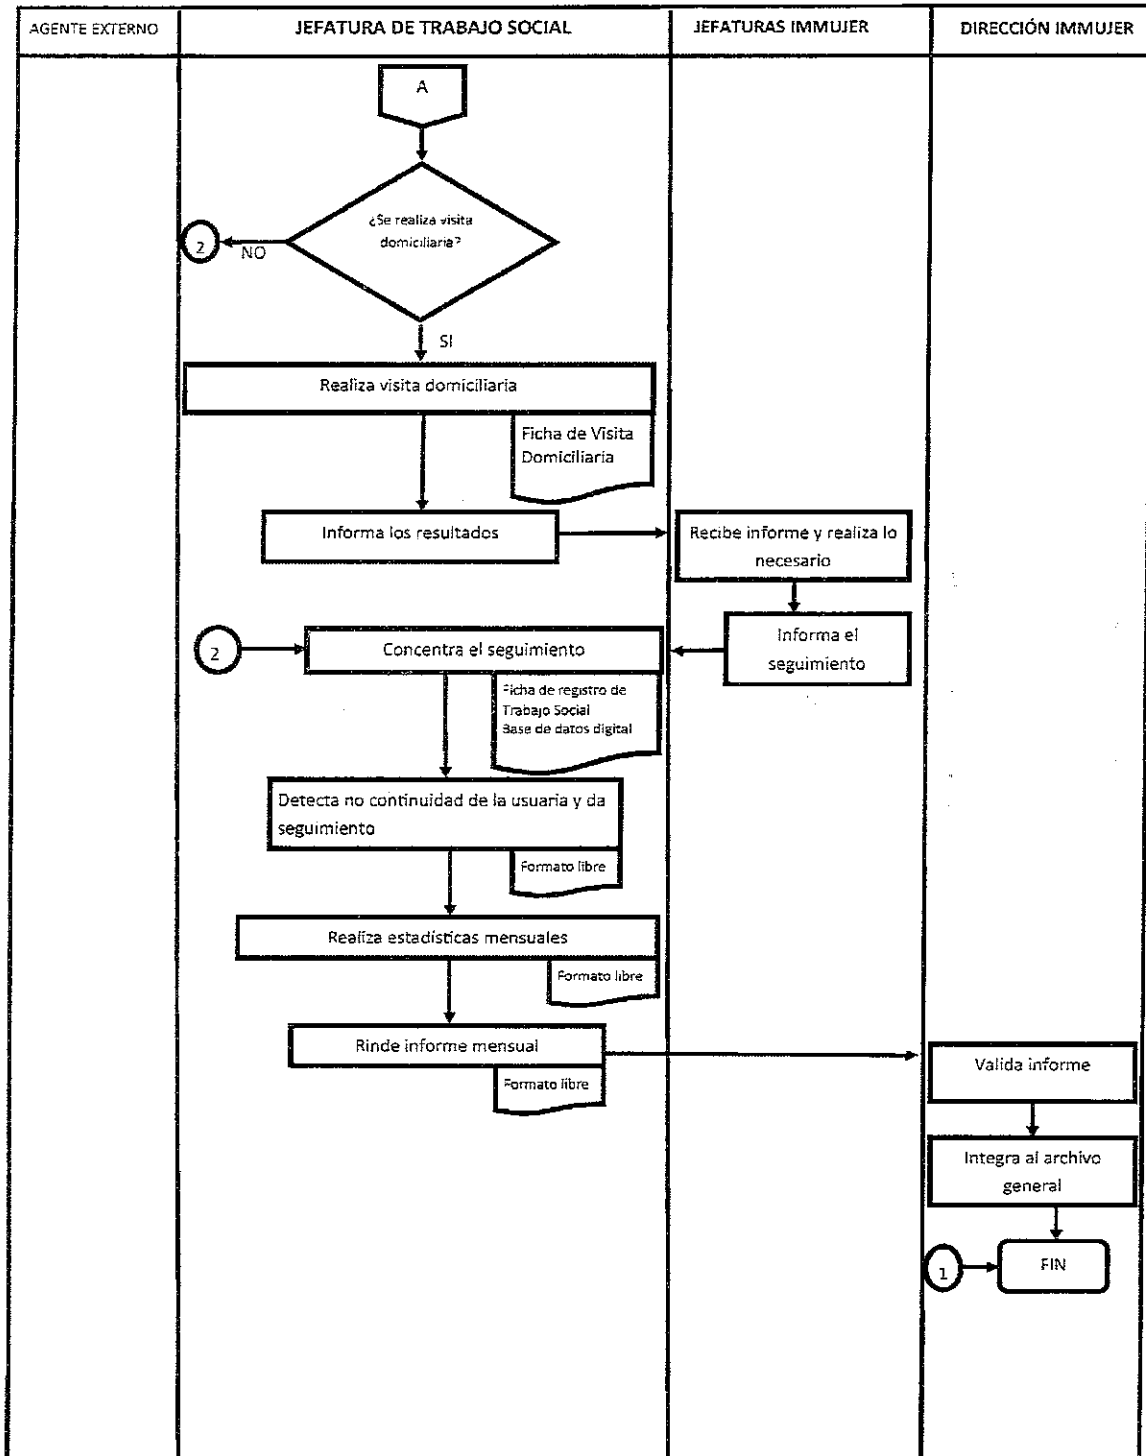 AGENTE EXTERNO
JEFATURA DE TRABAJO SOCIAL
JEFATURAS IMMUJER
DIRECCIÓN IMMUJER
A
¿Se realiza visita
domiciliaria?
2
NO
SI
Realiza visita domiciliaria
Ficha de Visita
Domiciliaria
Informa los resultados
Recibe informe y realiza lo
necesario
Informa el
seguimiento
2
Concentra el seguimiento
Ficha de registro de
Trabajo Social
Base de datos digital
Detecta no continuidad de la usuaria y da
seguimiento
Formato libre
Realiza estadísticas mensuales
Formato libre
Rinde informe mensual
Formato libre
Valida informe
Integra al archivo
general
1
FIN